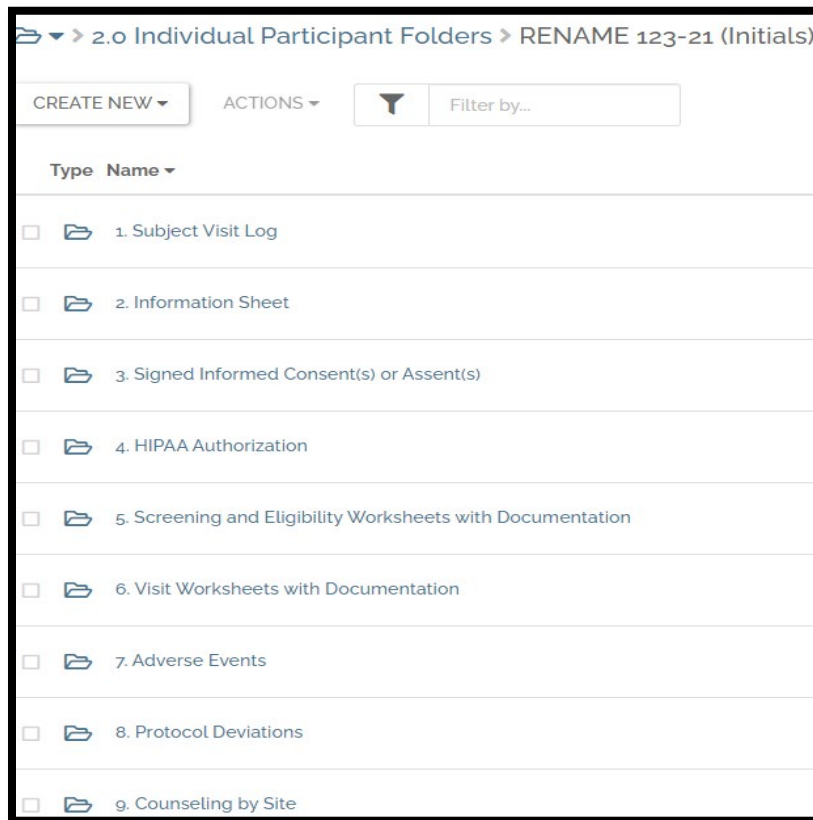 > 2.0 Individual Participant Folders > RENAME 123-21 (Initials)
CREATE NEW ACTIONS Filter by...
Type Name
1. Subject Visit Log
2. Information Sheet
3. Signed Informed Consent(s) or Assent(s)
4. HIPAA Authorization
5. Screening and Eligibility Worksheets with Documentation
6. Visit Worksheets with Documentation
7. Adverse Events
8. Protocol Deviations
9. Counseling by Site